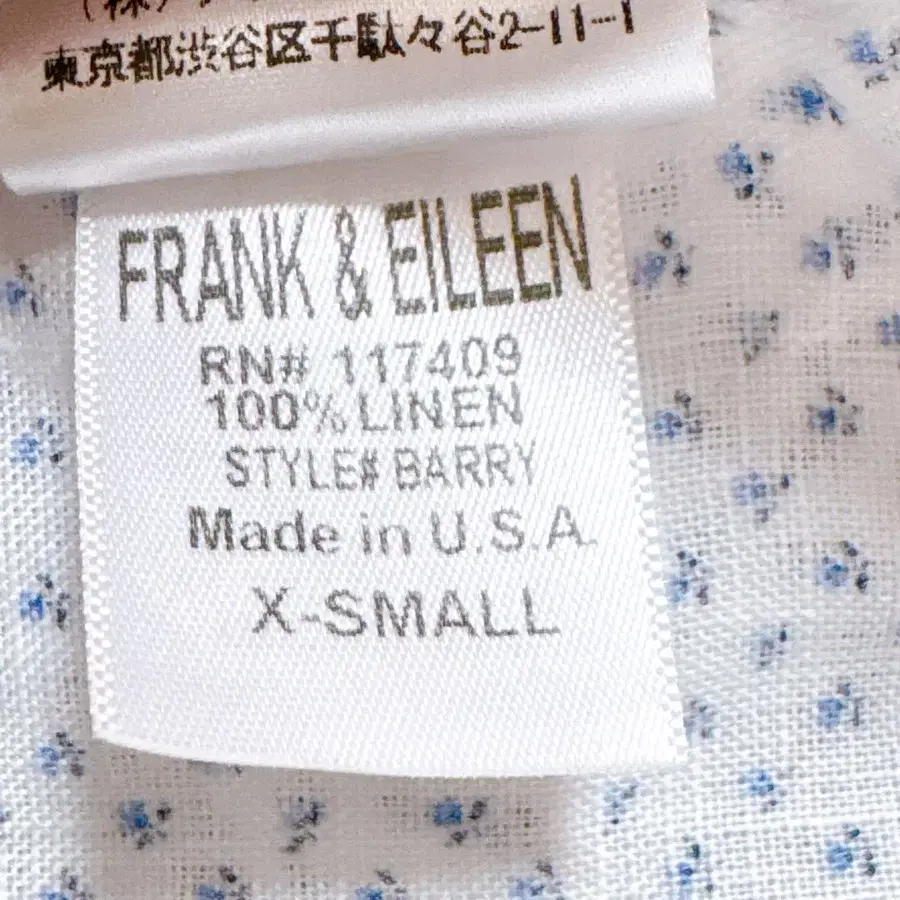 東京都渋谷区千駄々谷2-11-1
FRANK & EILEEN
RN# 117409
100% LINEN
STYLE# BARRY
Made in U.S.A.
X-SMALL